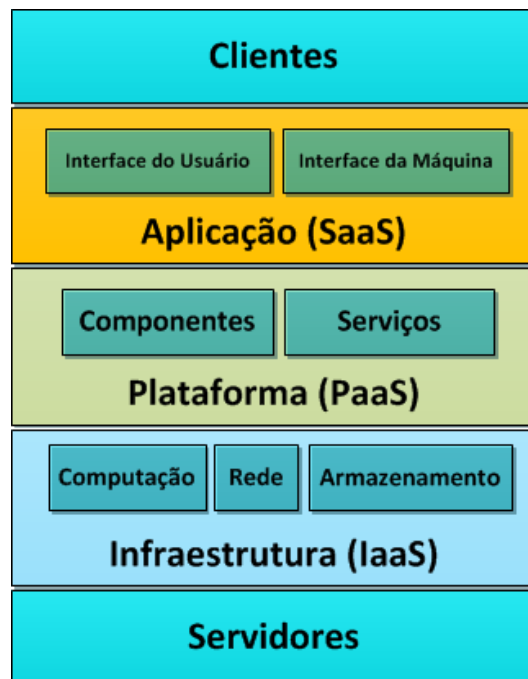 Clientes
Interface do Usuário
Interface da Máquina
Aplicação (SaaS)
Componentes
Serviços
Plataforma (PaaS)
Computação
Rede
Armazenamento
Infraestrutura (IaaS)
Servidores